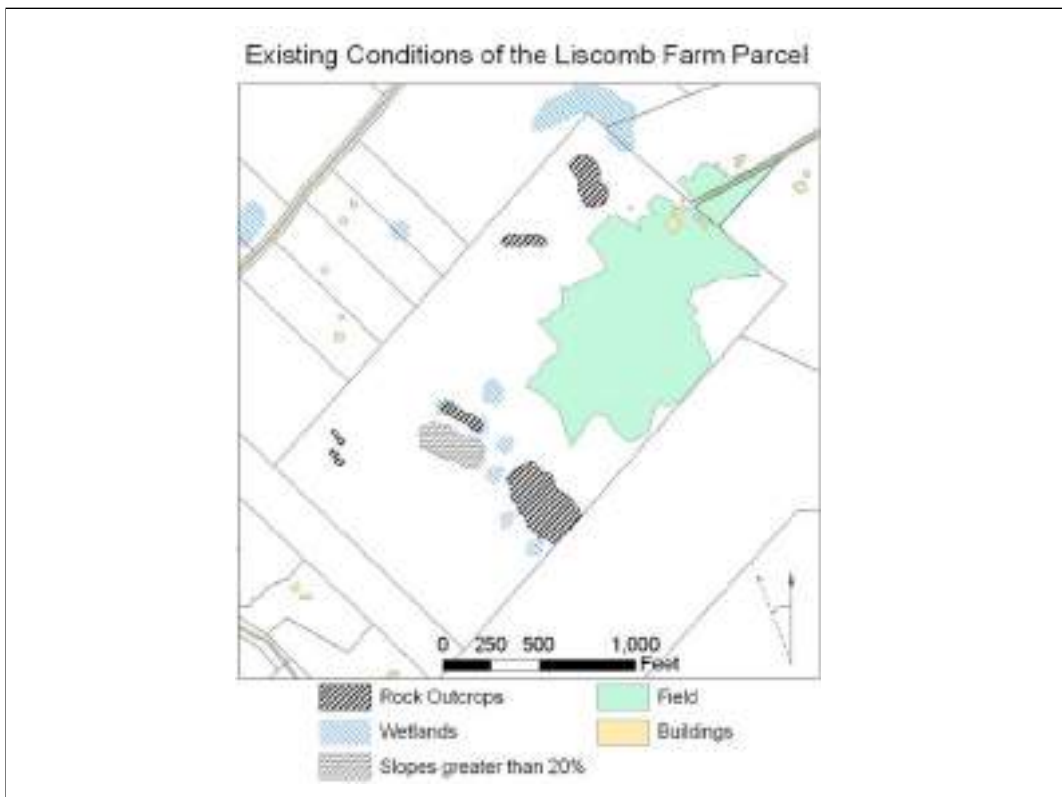 Existing Conditions of the Liscomb Farm Parcel
0 250 500 1,000
Feet
Rock Outcrops
Field
Wetlands
Buildings
Slopes greater than 20%